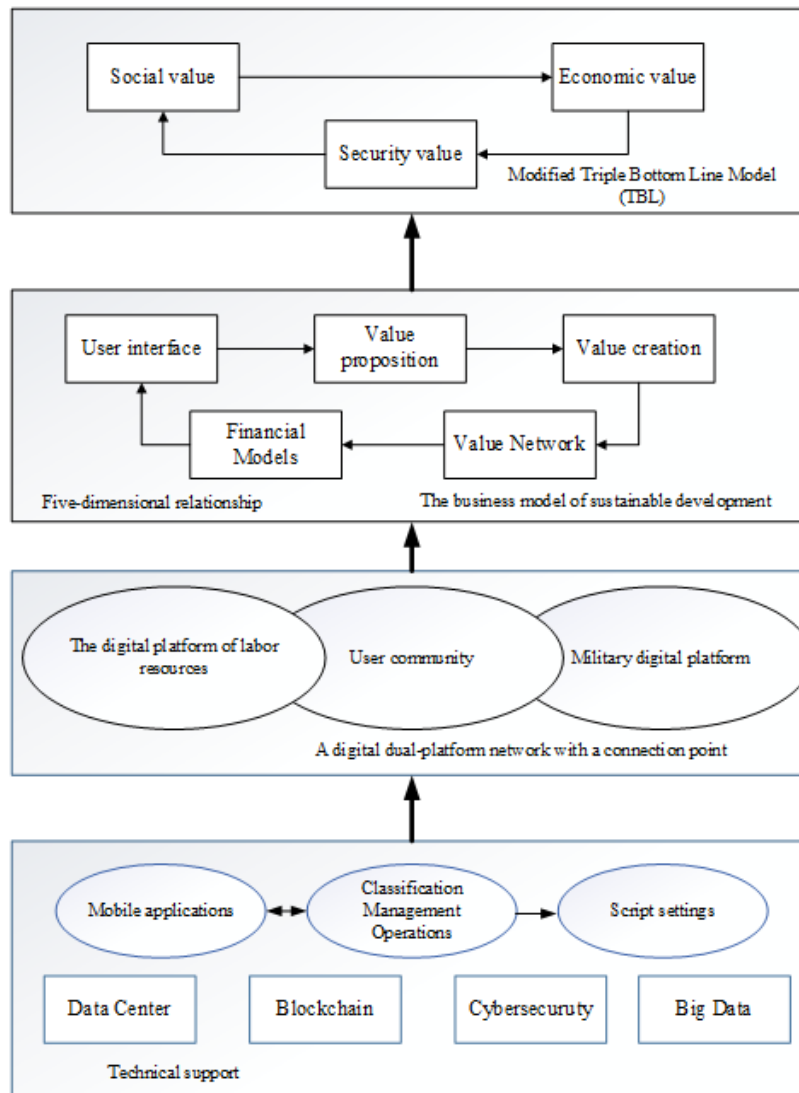 Social value
Economic value
Security value
Modified Triple Bottom Line Model
(TBL)
User interface
Value
proposition
Value creation
Financial
Models
Value Network
Five-dimensional relationship
The business model of sustainable development
The digital platform of labor
resources
User community
Military digital platform
A digital dual-platform network with a connection point
Mobile applications
Classification
Management
Operations
Script settings
Data Center
Blockchain
Cybersecuruty
Big Data
Technical support